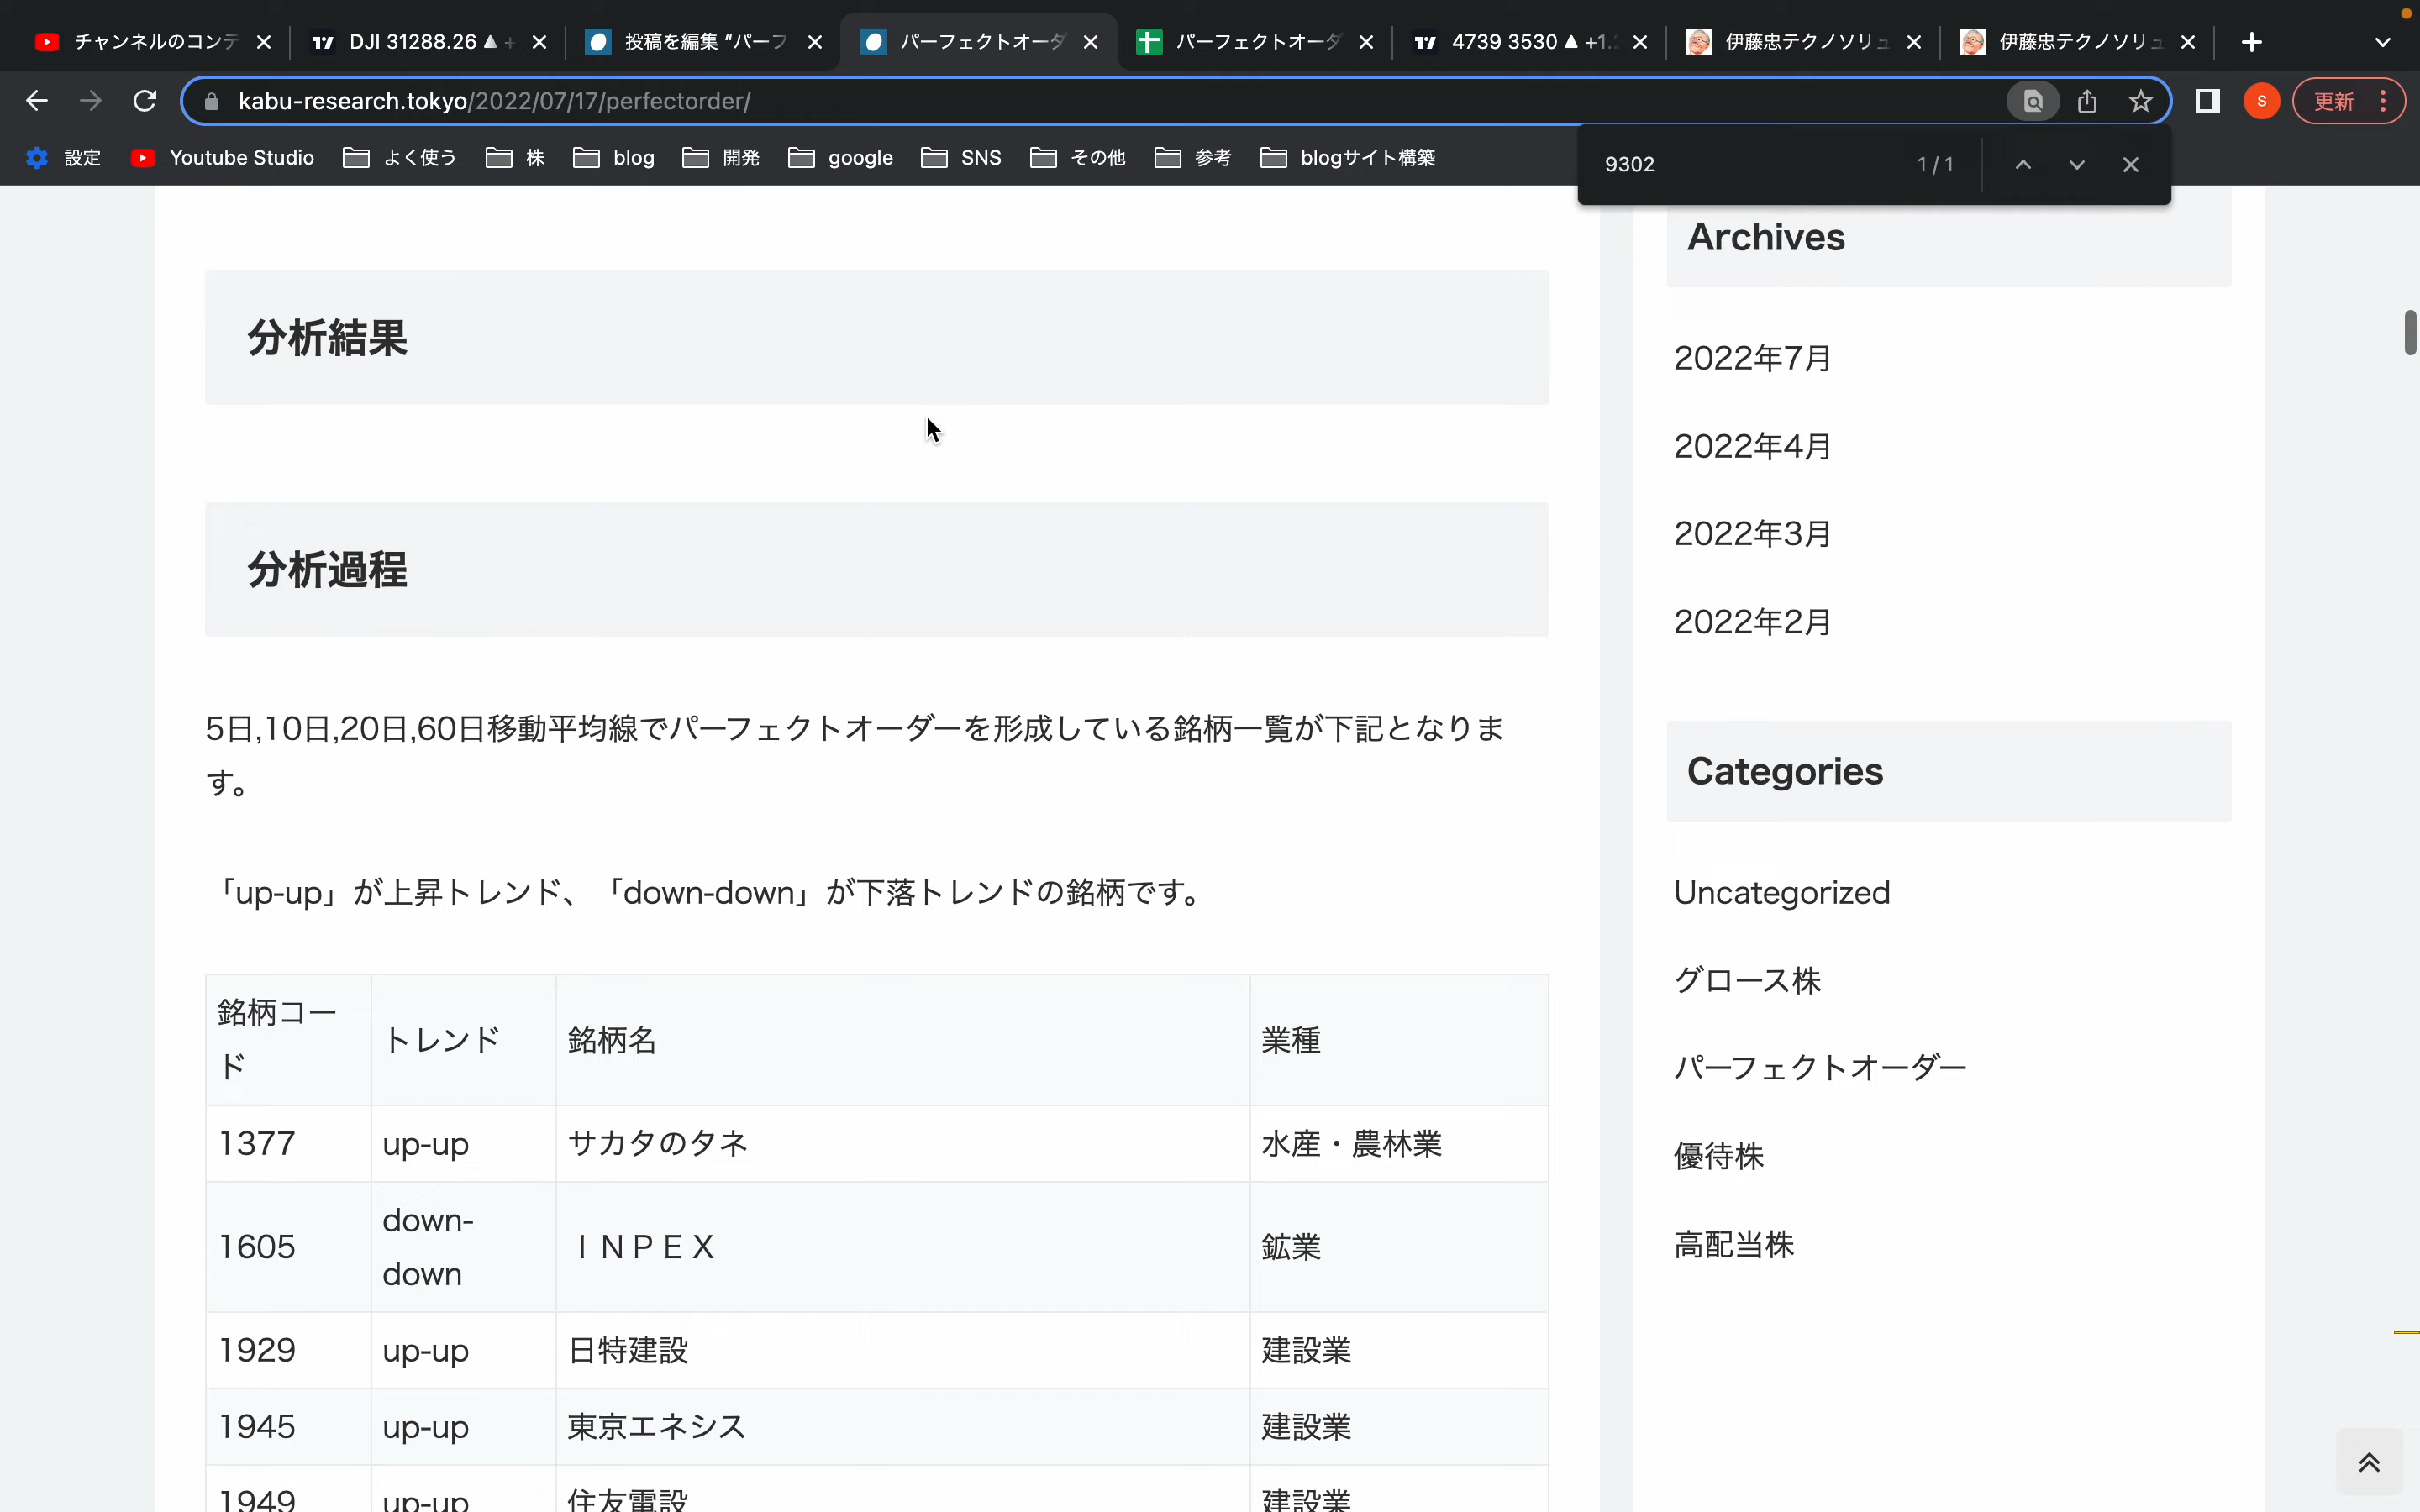 チャンネルのコンテ
DJI 31288.26 ▲ +
投稿を編集 “パーフ
パーフェクトオーダ
パーフェクトオーダ
4739 3530 ▲ +1.
伊藤忠テクノソリュ
伊藤忠テクノソリュ
kabu-research.tokyo/2022/07/17/perfectorder/
S
更新
設定
Youtube Studio
よく使う
株
blog
開発
google
SNS
その他
参考
blogサイト構築
9302
1/1
分析結果
分析過程
5日,10日,20日,60日移動平均線でパーフェクトオーダーを形成している銘柄一覧が下記となりま
す。
「up-up」が上昇トレンド、「down-down」が下落トレンドの銘柄です。
銘柄コー
ド
トレンド
銘柄名
業種
1377
up-up
サカタのタネ
水産・農林業
1605
down-
down
ＩＮＰＥＸ
鉱業
1929
up-up
日特建設
建設業
1945
up-up
東京エネシス
建設業
1949
up-up
住友電設
建設業
Archives
2022年7月
2022年4月
2022年3月
2022年2月
Categories
Uncategorized
グロース株
パーフェクトオーダー
優待株
高配当株